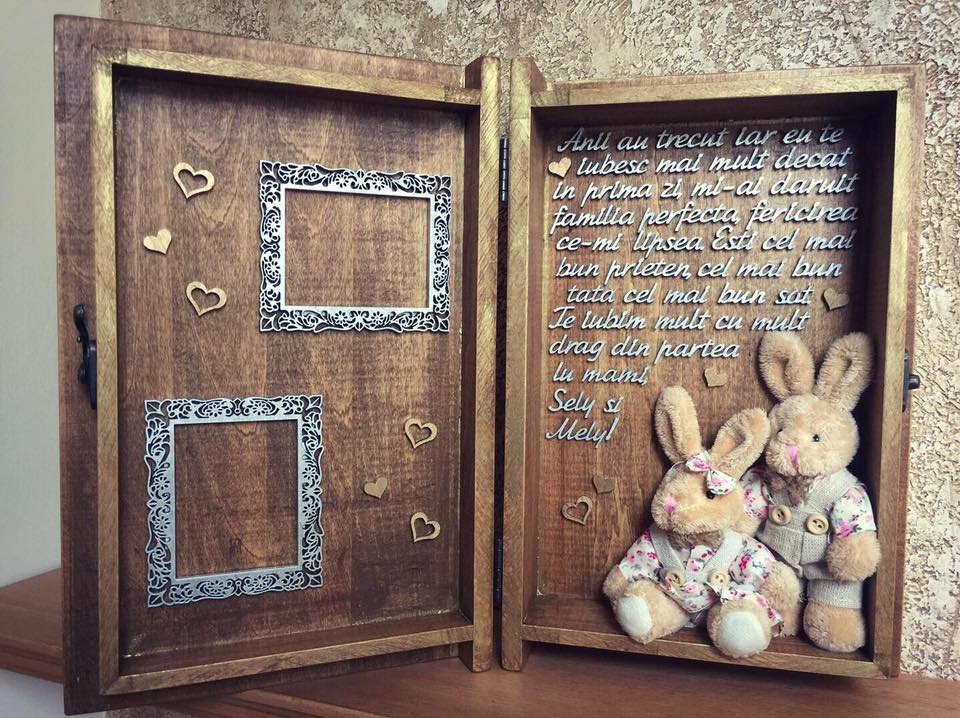 Anii au trecut iar eu te
iubesc mai mult decat
in prima zi, mi-ai daruit
familia perfecta, fericirea
ce-mi lipsea. Esti cel mai
bun prieten, cel mai bun
tata cel mai bun sot.
Te iubim mult cu mult
drag din partea
lu mami,
Sely si
Mely!